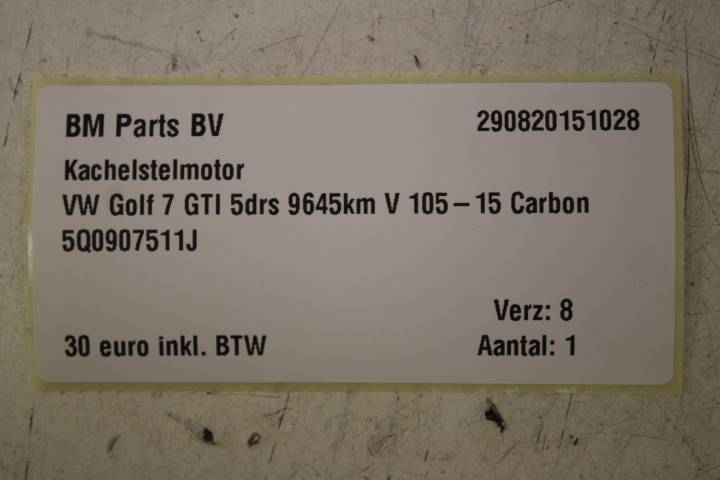 BM Parts BV 290820151028
Kachelstelmotor
VW Golf 7 GTI 5drs 9645km V 105-15 Carbon
5Q0907511J
Verz: 8
30 euro inkl. BTW Aantal: 1